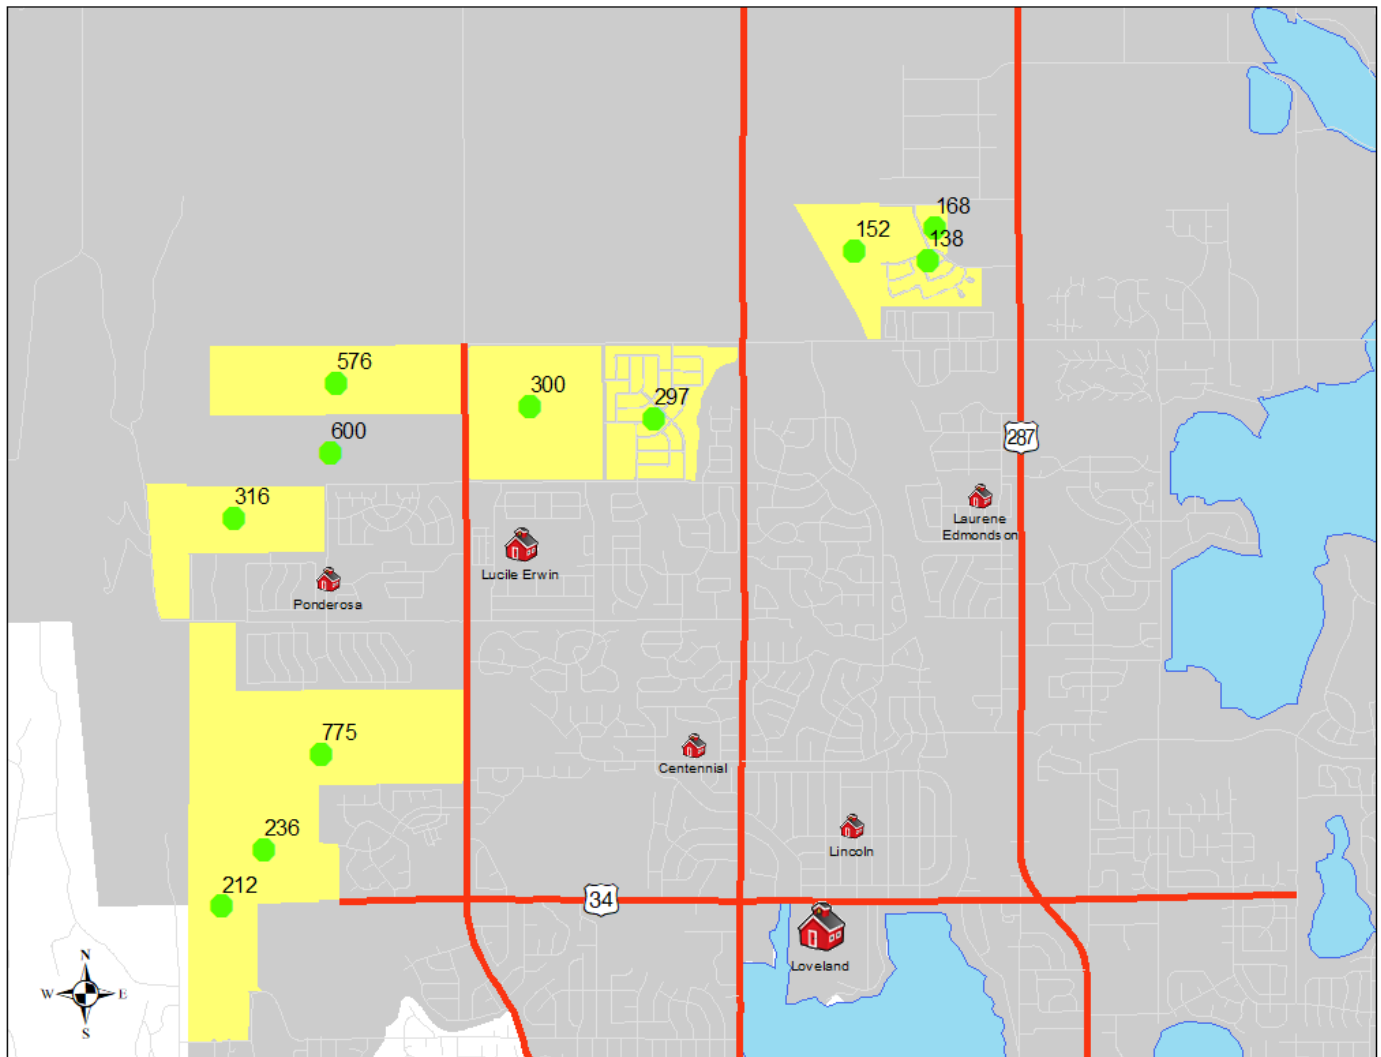 168
152
138
576
300
297
600
287
316
Laurene
Edmondson
Lucile Erwin
Ponderosa
775
Centennial
236
Lincoln
212
34
Loveland
N
W E
S